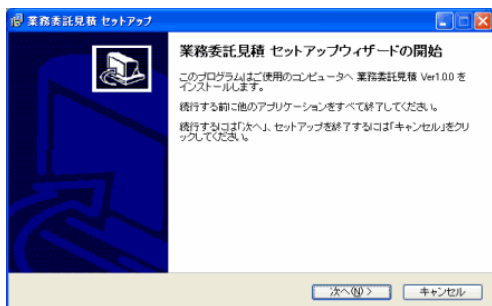 業務委託見積 セットアップ
業務委託見積 セットアップウィザードの開始
このプログラムはご使用のコンピュータへ 業務委託見積 Ver1.0.0 を
インストールします。
続行する前に他のアプリケーションをすべて終了してください。
続行するには「次へ」、セットアップを終了するには「キャンセル」をクリ
ックしてください。
次へ(N) >
キャンセル